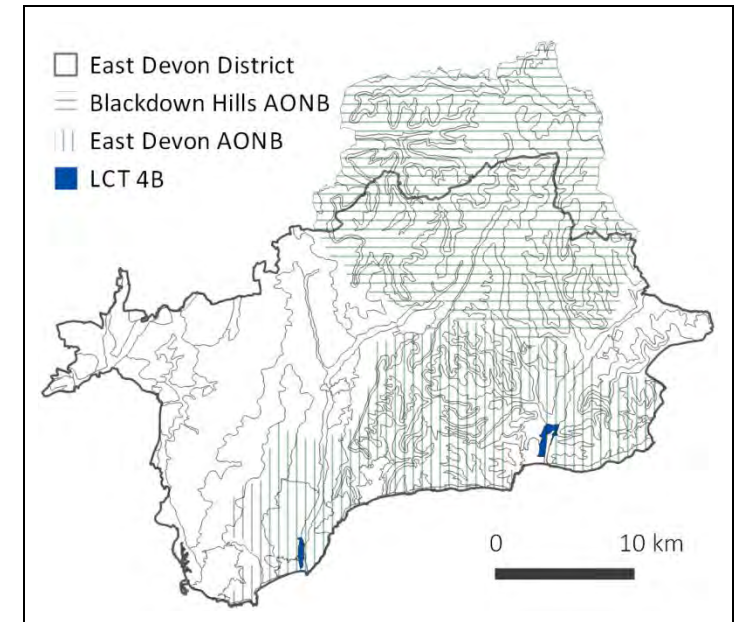 East Devon District
Blackdown Hills AONB
East Devon AONB
LCT 4B
0 10 km